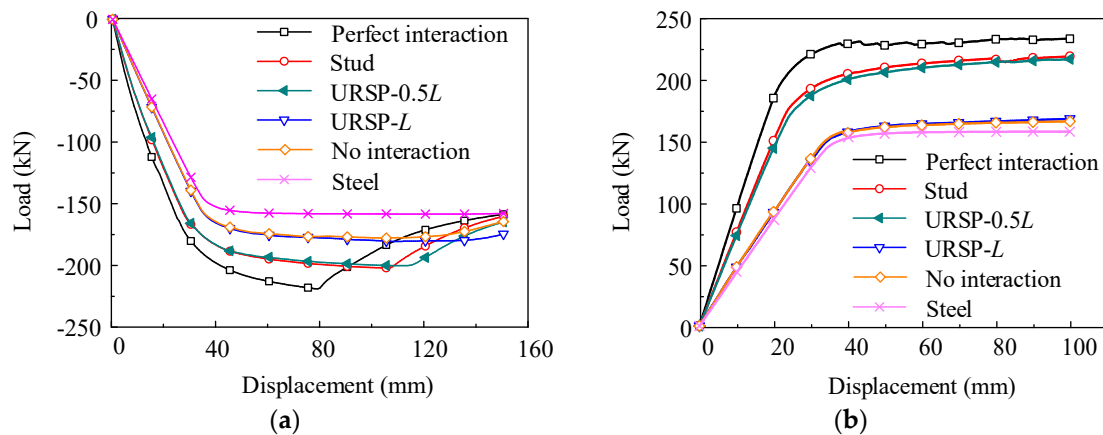 0
-50
-100
-150
-200
-250
Load (kN)
Perfect interaction
Stud
URSP-0.5L
URSP-L
No interaction
Steel
0 40 80 120 160
Displacement (mm)
(a)
250
200
150
100
50
0
Load (kN)
Perfect interaction
Stud
URSP-0.5L
URSP-L
No interaction
Steel
0 20 40 60 80 100
Displacement (mm)
(b)